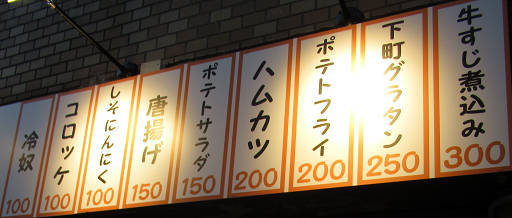 牛すじ煮込み
300
下町グラタン
250
ポテトフライ
200
ハムカツ
200
ポテトサラダ
150
唐揚げ
150
しそにんにく
100
コロッケ
100
冷奴
100